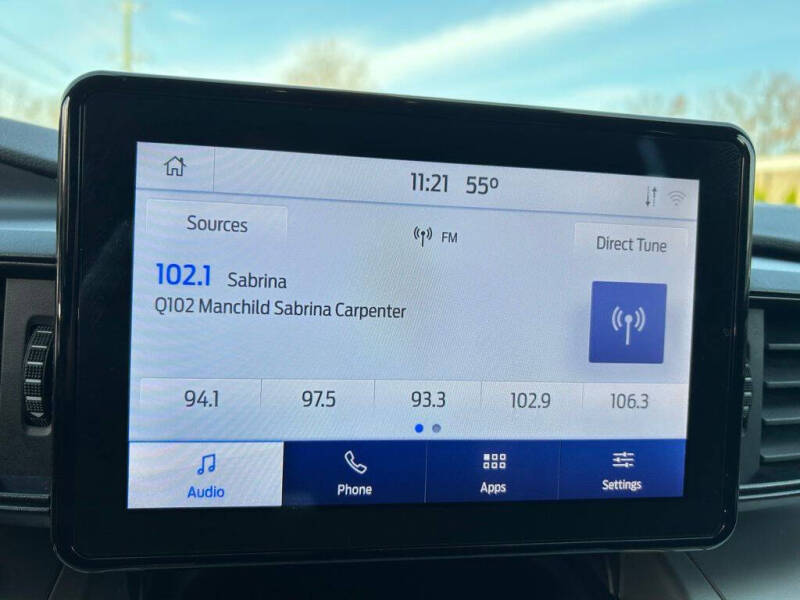 11:21 55º
Sources
FM
Direct Tune
102.1 Sabrina
Q102 Manchild Sabrina Carpenter
94.1 97.5 93.3 102.9 106.3
Audio Phone Apps Settings